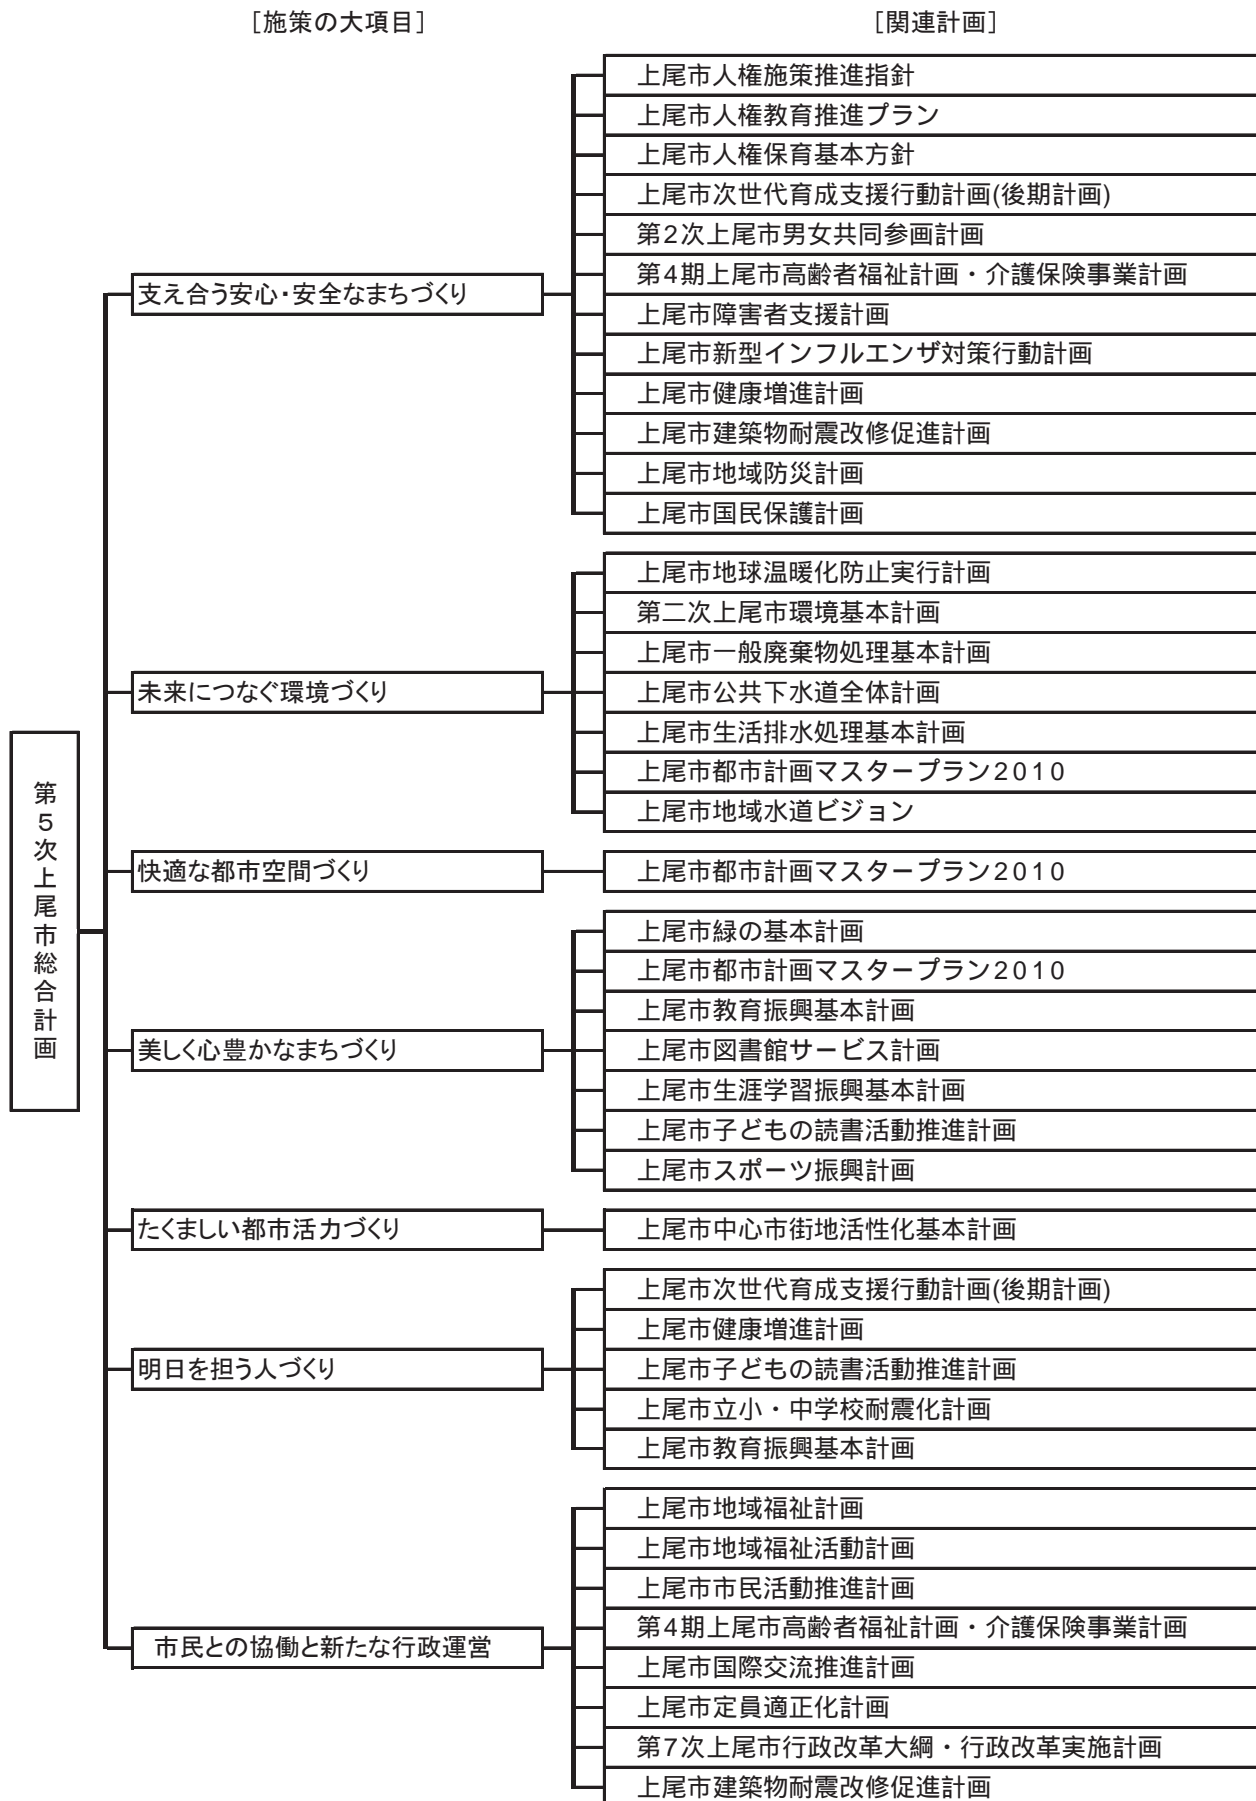 [施策の大項目]
[関連計画]
第5次上尾市総合計画
支え合う安心・安全なまちづくり
上尾市人権施策推進指針
上尾市人権教育推進プラン
上尾市人権保育基本方針
上尾市次世代育成支援行動計画(後期計画)
第2次上尾市男女共同参画計画
第4期上尾市高齢者福祉計画・介護保険事業計画
上尾市障害者支援計画
上尾市新型インフルエンザ対策行動計画
上尾市健康増進計画
上尾市建築物耐震改修促進計画
上尾市地域防災計画
上尾市国民保護計画
未来につなぐ環境づくり
上尾市地球温暖化防止実行計画
第二次上尾市環境基本計画
上尾市一般廃棄物処理基本計画
上尾市公共下水道全体計画
上尾市生活排水処理基本計画
上尾市都市計画マスタープラン2010
上尾市地域水道ビジョン
快適な都市空間づくり
上尾市都市計画マスタープラン2010
美しく心豊かなまちづくり
上尾市緑の基本計画
上尾市都市計画マスタープラン2010
上尾市教育振興基本計画
上尾市図書館サービス計画
上尾市生涯学習振興基本計画
上尾市子どもの読書活動推進計画
上尾市スポーツ振興計画
たくましい都市活力づくり
上尾市中心市街地活性化基本計画
明日を担う人づくり
上尾市次世代育成支援行動計画(後期計画)
上尾市健康増進計画
上尾市子どもの読書活動推進計画
上尾市立小・中学校耐震化計画
上尾市教育振興基本計画
市民との協働と新たな行政運営
上尾市地域福祉計画
上尾市地域福祉活動計画
上尾市市民活動推進計画
第4期上尾市高齢者福祉計画・介護保険事業計画
上尾市国際交流推進計画
上尾市定員適正化計画
第7次上尾市行政改革大綱・行政改革実施計画
上尾市建築物耐震改修促進計画